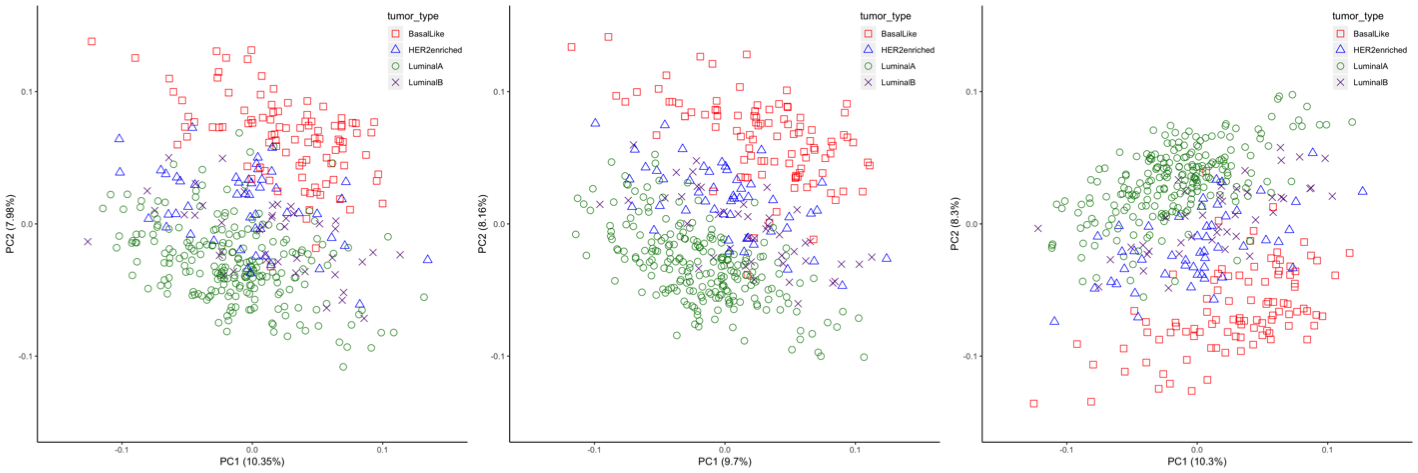 tumor_type
BasalLike
HER2enriched
LuminalA
LuminalB
0.1
0.0
-0.1
PC2 (7.98%)
-0.1
0.0
0.1
PC1 (10.35%)
tumor_type
BasalLike
HER2enriched
LuminalA
LuminalB
0.1
0.0
-0.1
PC2 (8.16%)
-0.1
0.0
0.1
PC1 (9.7%)
tumor_type
BasalLike
HER2enriched
LuminalA
LuminalB
0.1
0.0
-0.1
PC2 (8.3%)
-0.1
0.0
0.1
PC1 (10.3%)